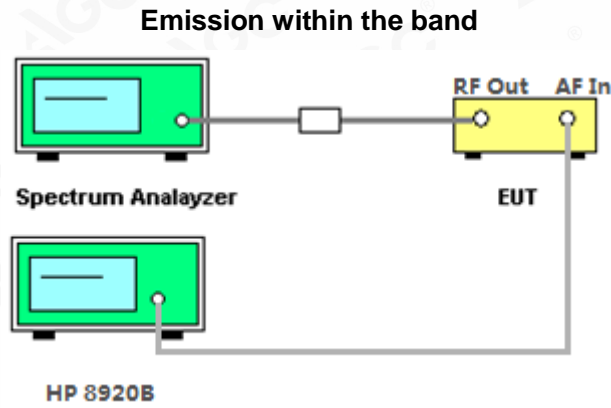 Emission within the band
RF Out AF In
Spectrum Analayzer
EUT
HP 8920B